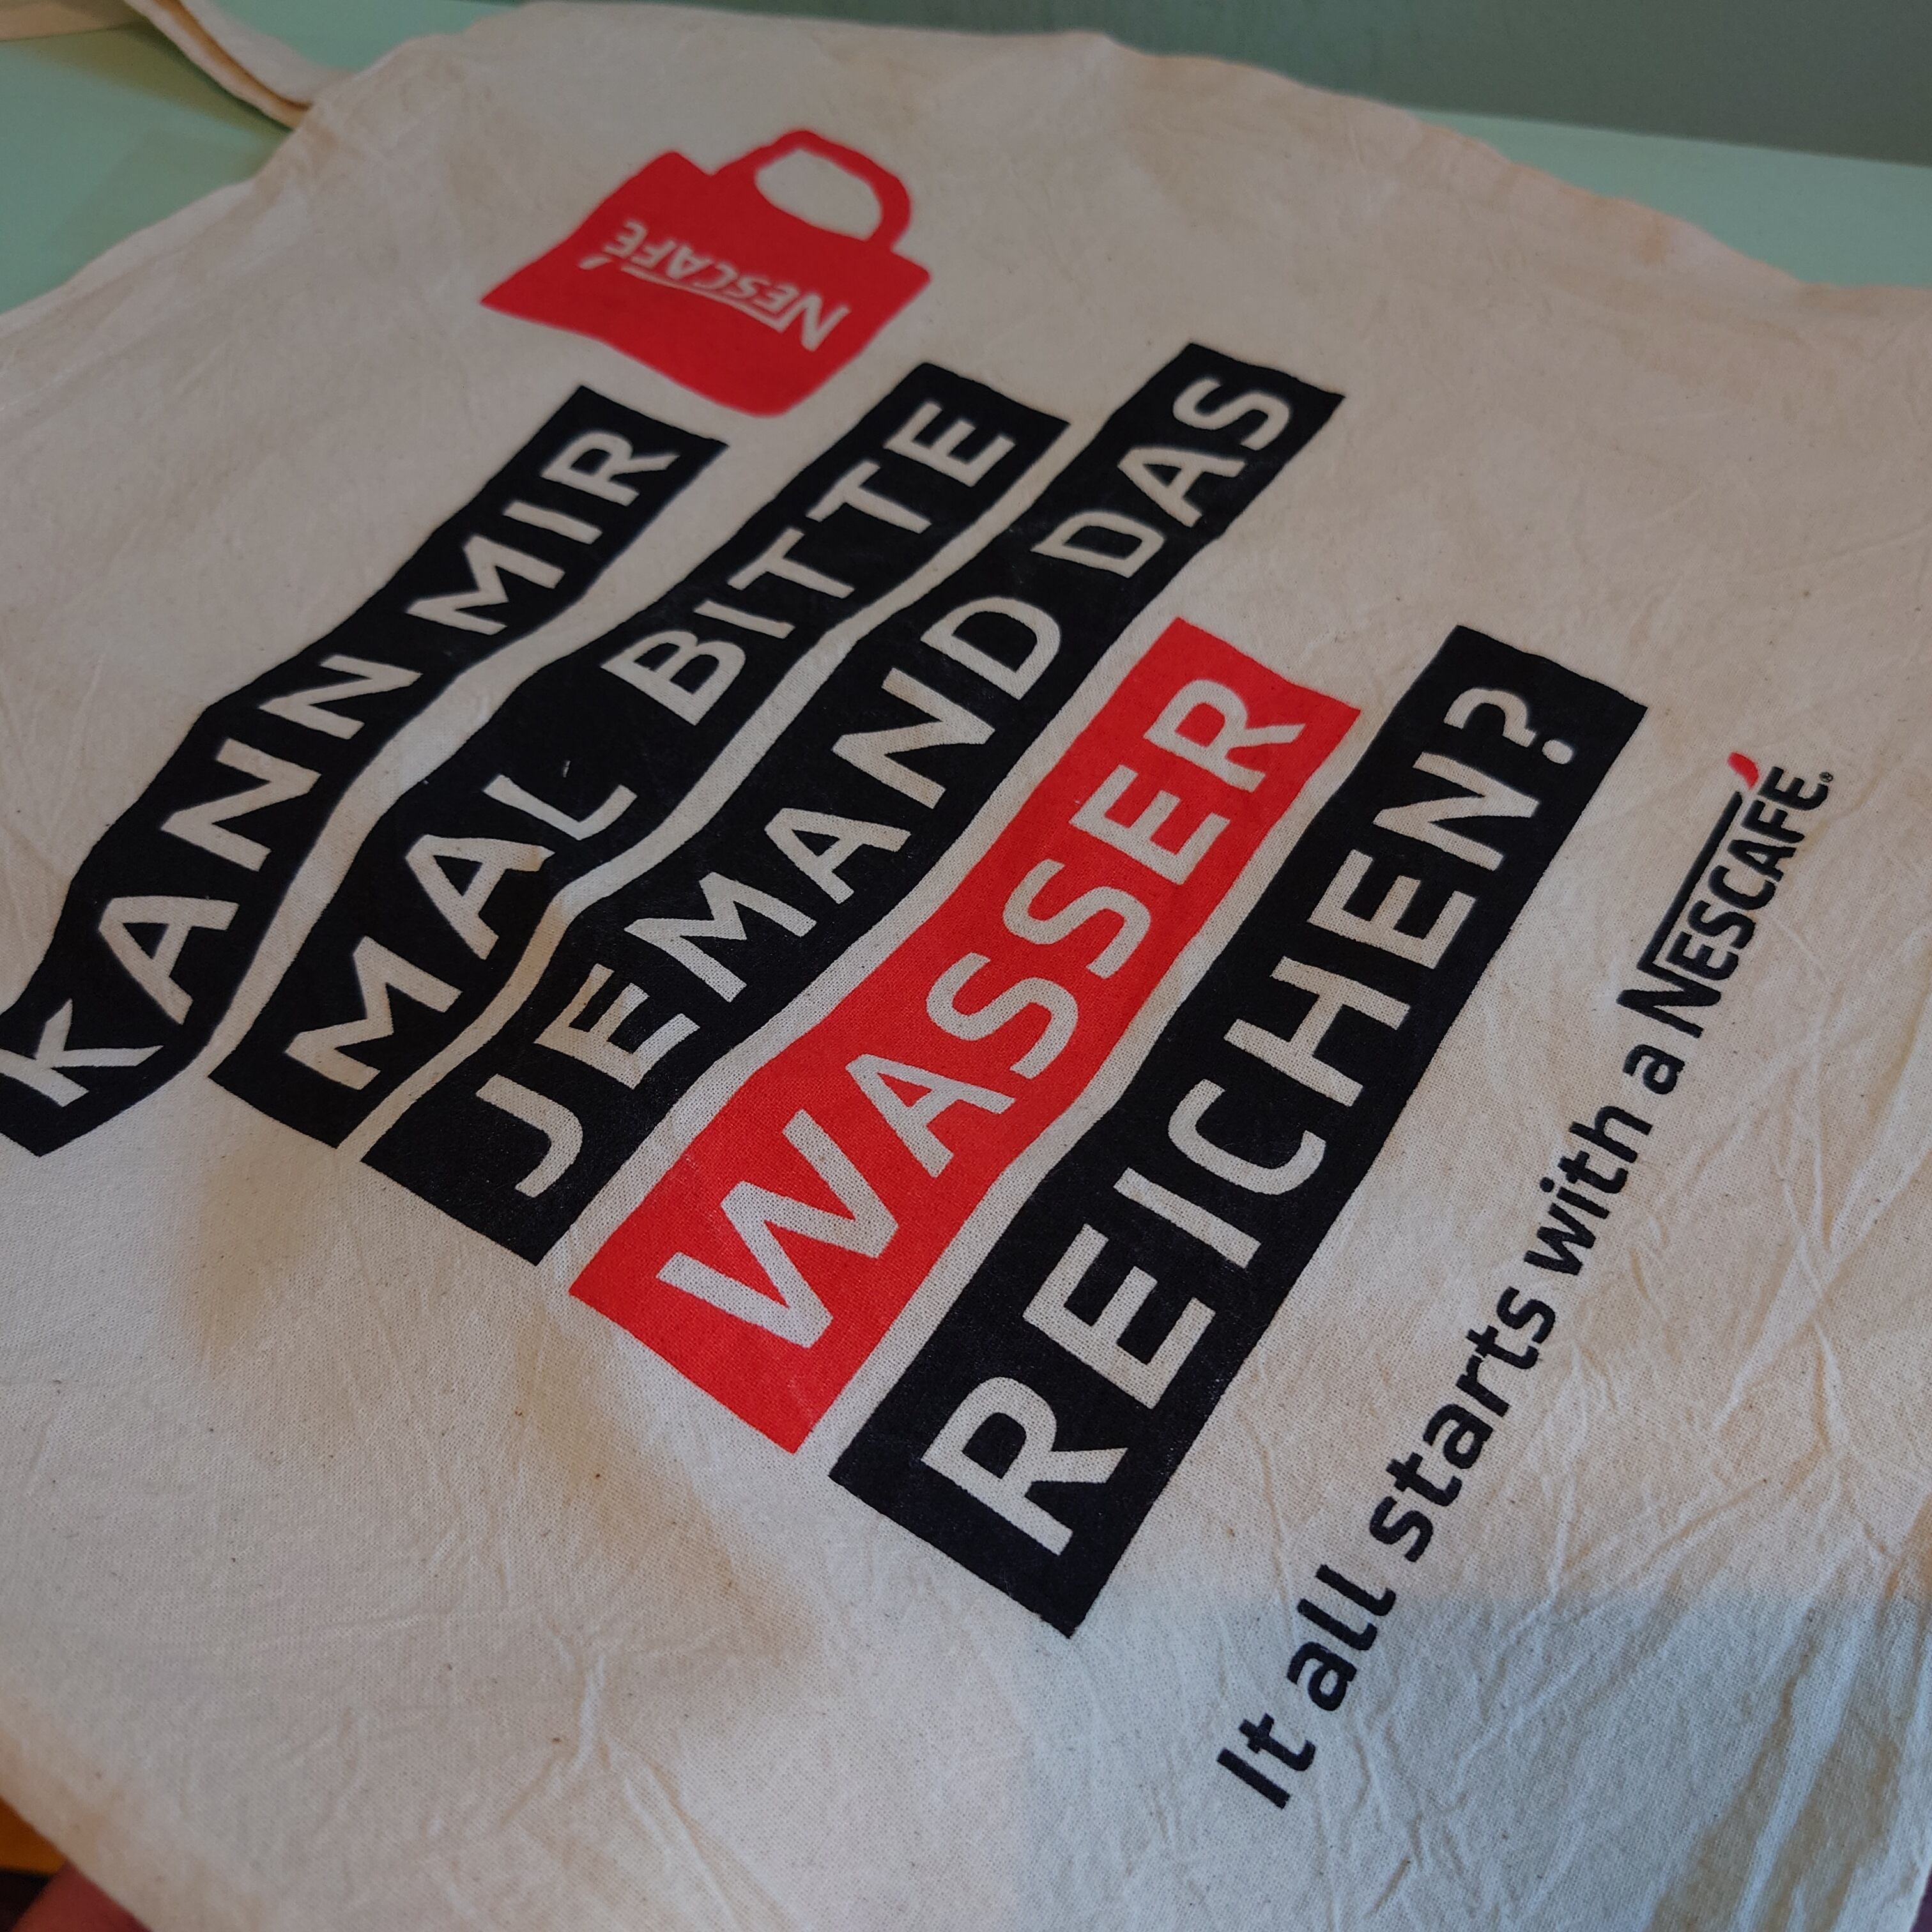 NESCAFÉ
KANN MIR
MAL BITTE
JEMAND DAS
WASSER
REICHEN?
It all starts with a NESCAFÉ®